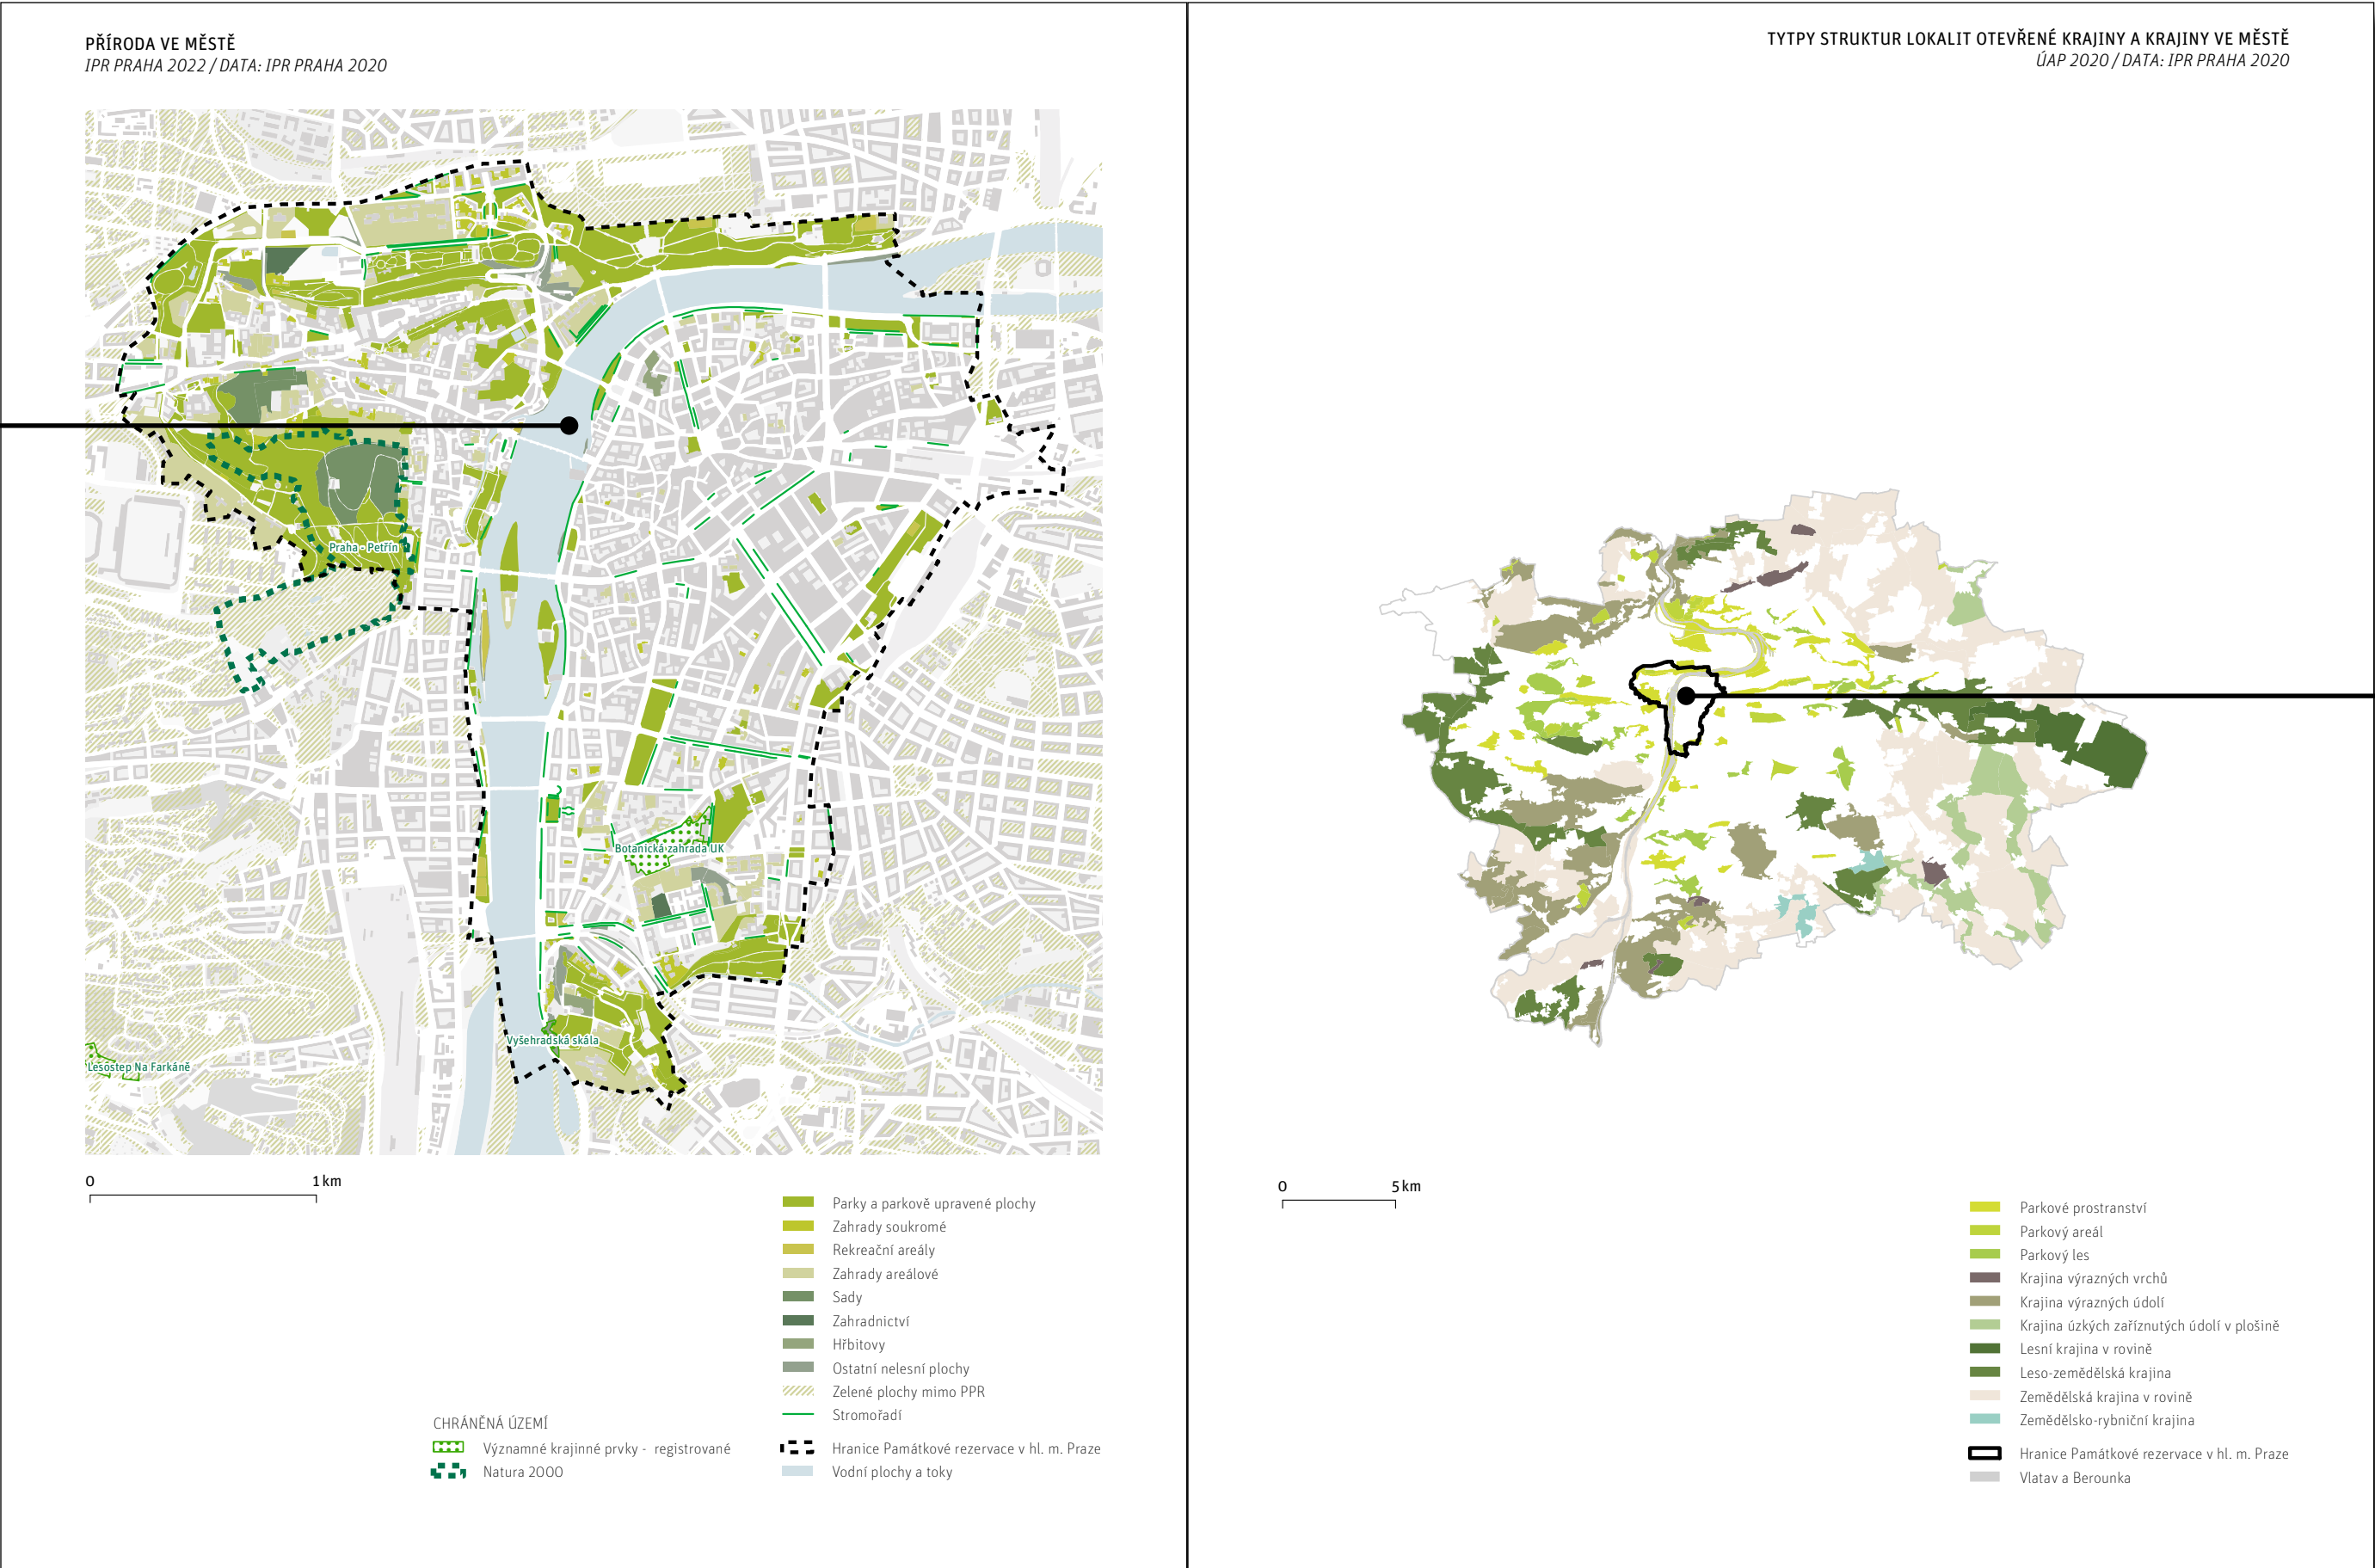 PŘÍRODA VE MĚSTĚ
IPR PRAHA 2022 / DATA: IPR PRAHA 2020
Praha - Petřín
Botanická zahrada UK
Vyšehradská skála
Lesostep Na Farkáně
0 1 km
Parky a parkově upravené plochy
Zahrady soukromé
Rekreační areály
Zahrady areálové
Sady
Zahradnictví
Hřbitovy
Ostatní nelesní plochy
Zelené plochy mimo PPR
Stromořadí
Hranice Památkové rezervace v hl. m. Praze
Vodní plochy a toky
CHRÁNĚNÁ ÚZEMÍ
Významné krajinné prvky - registrované
Natura 2000
TYTPY STRUKTUR LOKALIT OTEVŘENÉ KRAJINY A KRAJINY VE MĚSTĚ
ÚAP 2020 / DATA: IPR PRAHA 2020
0 5 km
Parkové prostranství
Parkový areál
Parkový les
Krajina výrazných vrchů
Krajina výrazných údolí
Krajina úzkých zaříznutých údolí v plošině
Lesní krajina v rovině
Leso-zemědělská krajina
Zemědělská krajina v rovině
Zemědělsko-rybniční krajina
Hranice Památkové rezervace v hl. m. Praze
Vlatav a Berounka